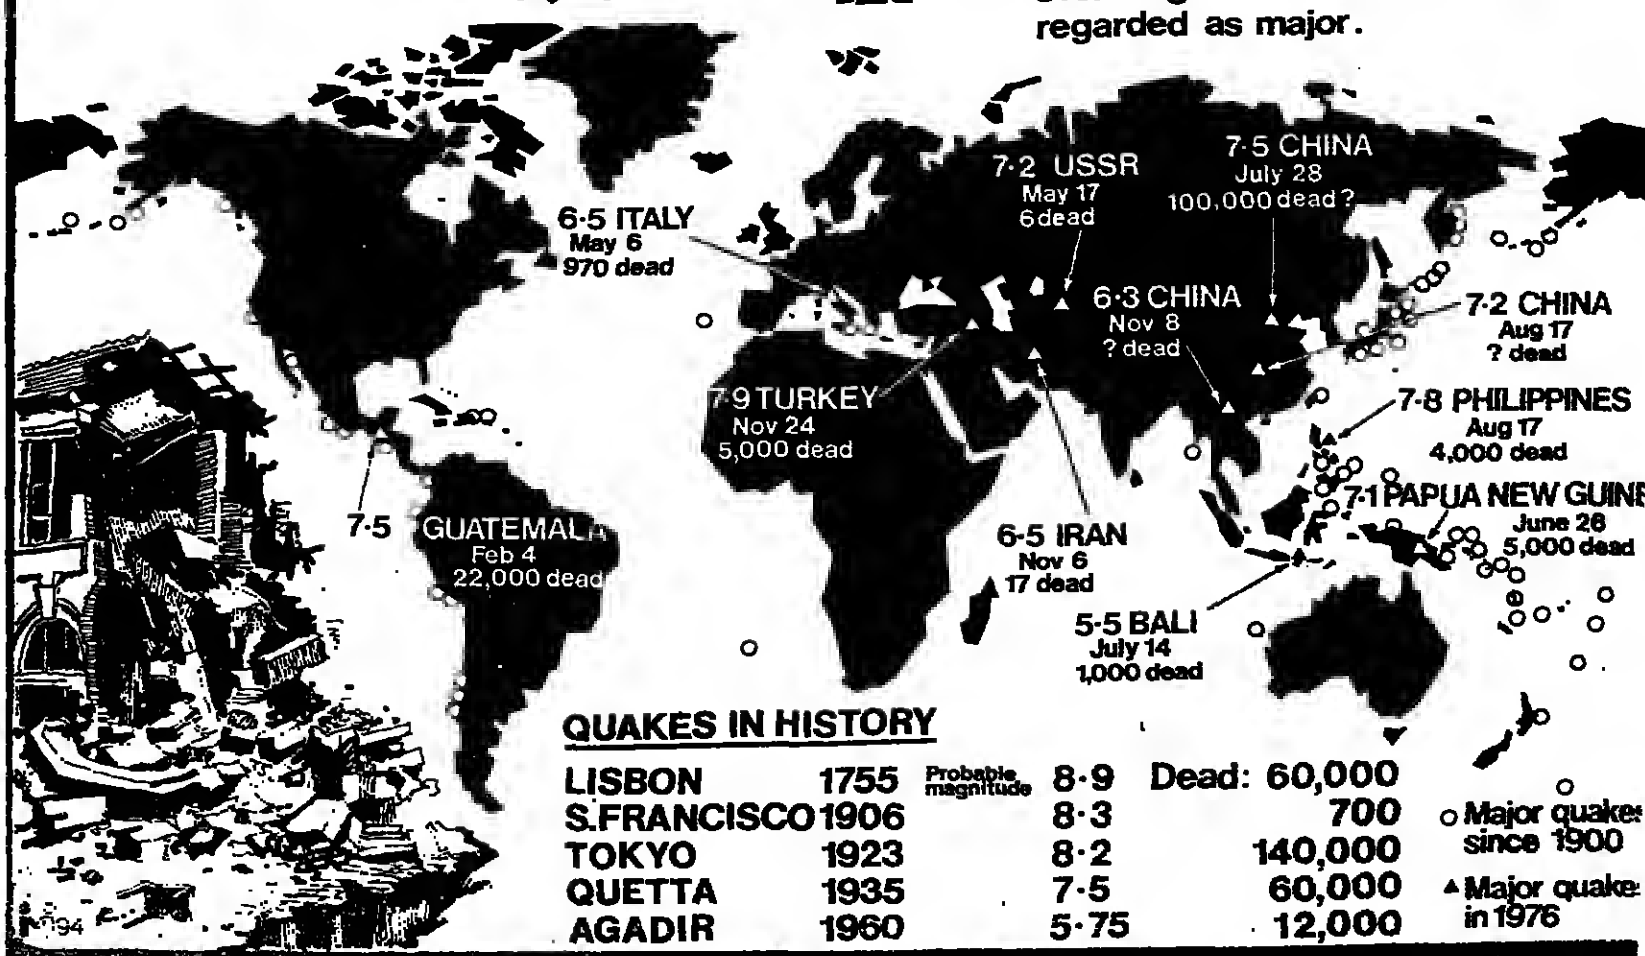 regarded as major.
7·2 USSR
May 17
6 dead
7·5 CHINA
July 28
100,000 dead?
6·5 ITALY
May 6
970 dead
6·3 CHINA
Nov 8
? dead
7·2 CHINA
Aug 17
? dead
7·9 TURKEY
Nov 24
5,000 dead
7·8 PHILIPPINES
Aug 17
4,000 dead
7·5 GUATEMALA
Feb 4
22,000 dead
6·5 IRAN
Nov 6
17 dead
7·1 PAPUA NEW GUINE
June 26
5,000 dead
5·5 BALI
July 14
1,000 dead
QUAKES IN HISTORY
LISBON 1755 Probable magnitude 8·9 Dead: 60,000
S.FRANCISCO 1906 8·3 700
TOKYO 1923 8·2 140,000
QUETTA 1935 7·5 60,000
AGADIR 1960 5·75 12,000
Major quakes
since 1900
Major quake
in 1976
94